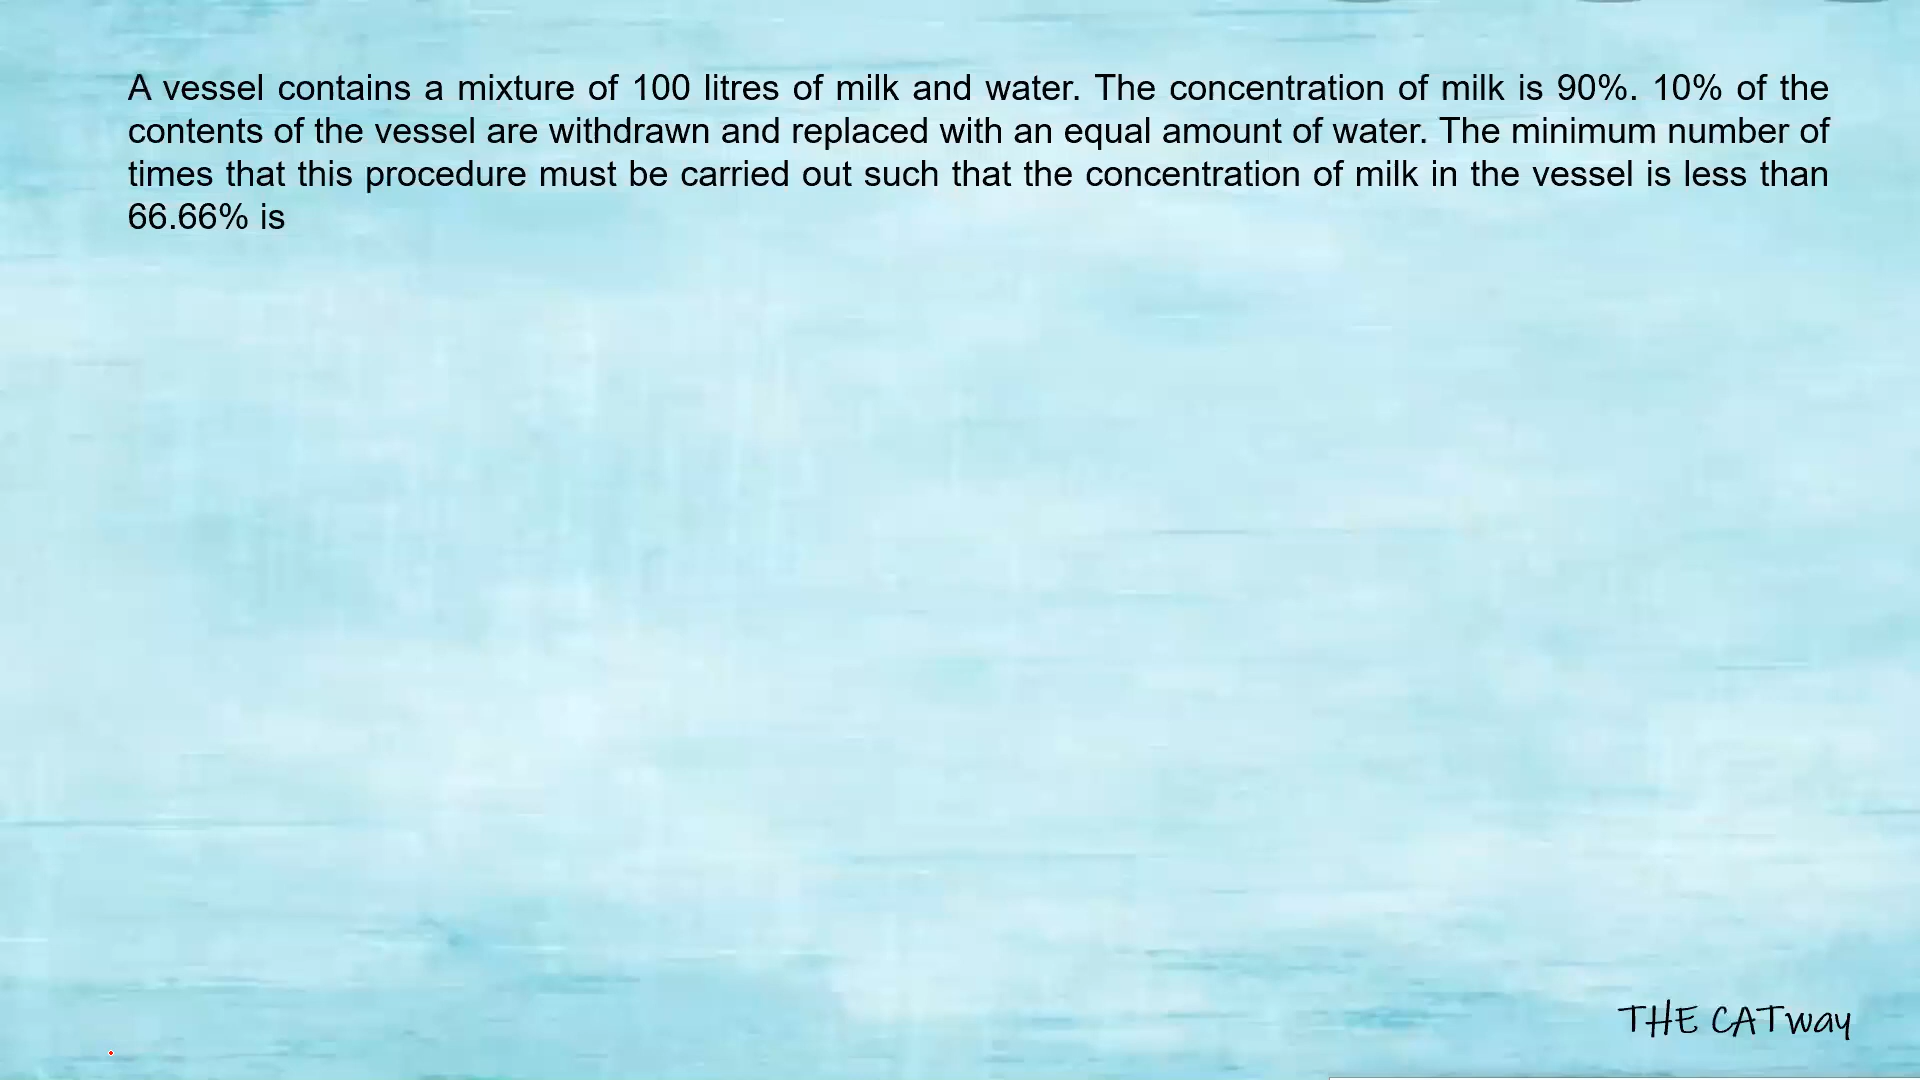 A vessel contains a mixture of 100 litres of milk and water. The concentration of milk is 90%. 10% of the
contents of the vessel are withdrawn and replaced with an equal amount of water. The minimum number of
times that this procedure must be carried out such that the concentration of milk in the vessel is less than
66.66% is
THE CATway